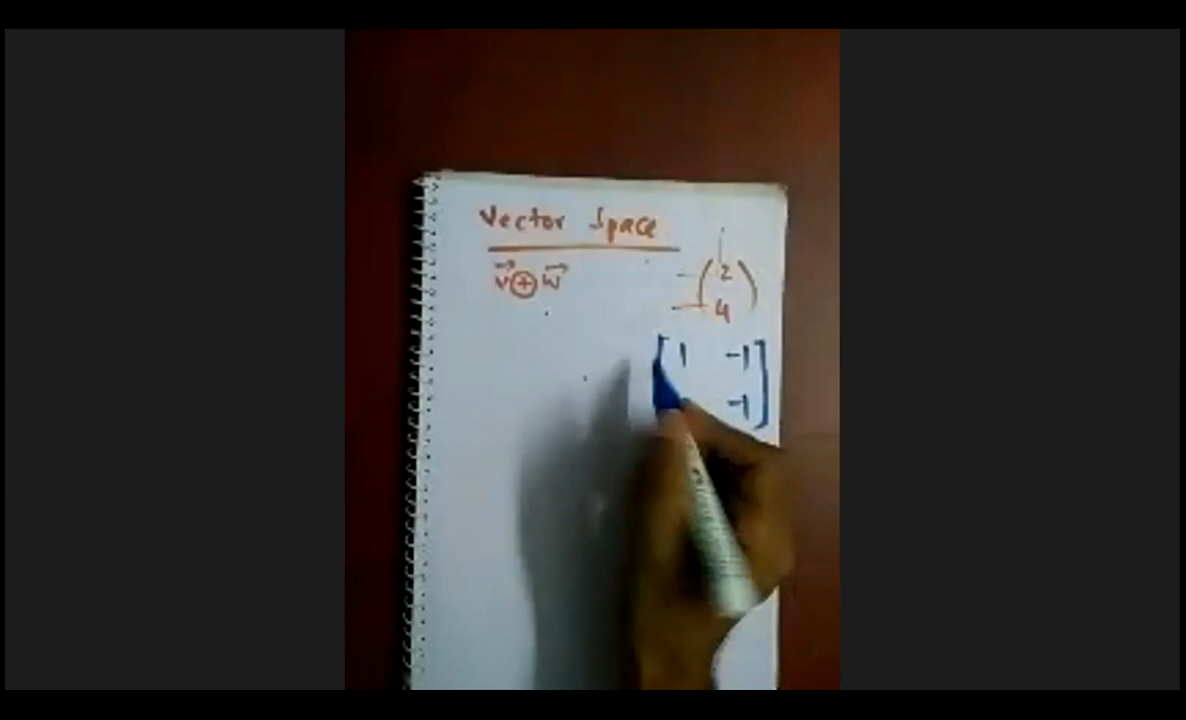 Vector Space
v⃗ ⊕ w⃗
( 2
4 )
[ 1 -1 ]
-1